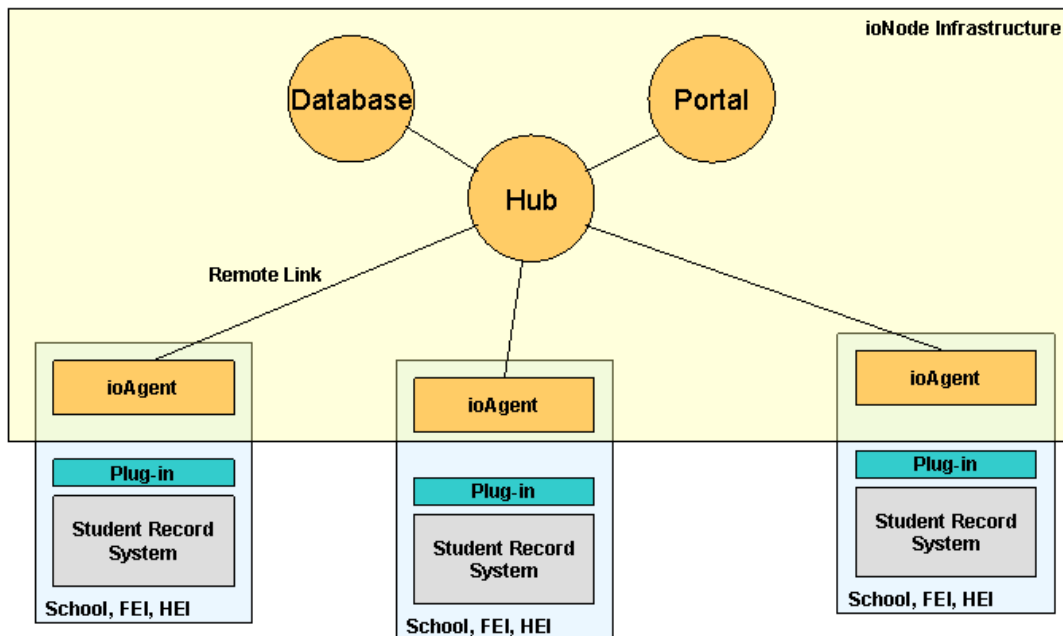 ioNode Infrastructure
Database
Portal
Hub
Remote Link
ioAgent
ioAgent
ioAgent
Plug-in
Student Record
System
School, FEI, HEI
Plug-in
Student Record
System
School, FEI, HEI
Plug-in
Student Record
System
School, FEI, HEI